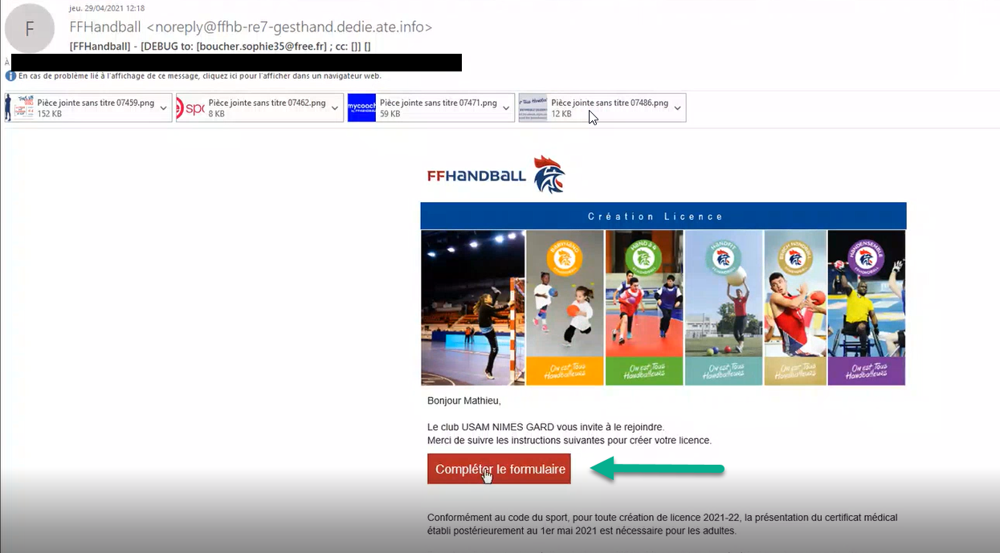 jeu. 29/04/2021 12:18
F
FFHandball <noreply@ffhb-re7-gesthand.dedie.ate.info>
[FFHandball] - [DEBUG to: [boucher.sophie35@free.fr] ; cc: []] []
À
En cas de problème lié à l'affichage de ce message, cliquez ici pour l'afficher dans un navigateur web.
Pièce jointe sans titre 07459.png
152 KB
spo
Pièce jointe sans titre 07462.png
8 KB
mycoach
Pièce jointe sans titre 07471.png
59 KB
Pièce jointe sans titre 07486.png
12 KB
FFHANDBALL
Création Licence
BABYHAND
HANDFIT
HANDENSEMBLE
On est Tous Handballeurs
On est Tous Handballeurs
On est Tous Handballeurs
On est Tous Handballeurs
On est Tous Handballeurs
Bonjour Mathieu,
Le club USAM NIMES GARD vous invite à le rejoindre.
Merci de suivre les instructions suivantes pour créer votre licence.
Compléter le formulaire
Conformément au code du sport, pour toute création de licence 2021-22, la présentation du certificat médical
établi postérieurement au 1er mai 2021 est nécessaire pour les adultes.